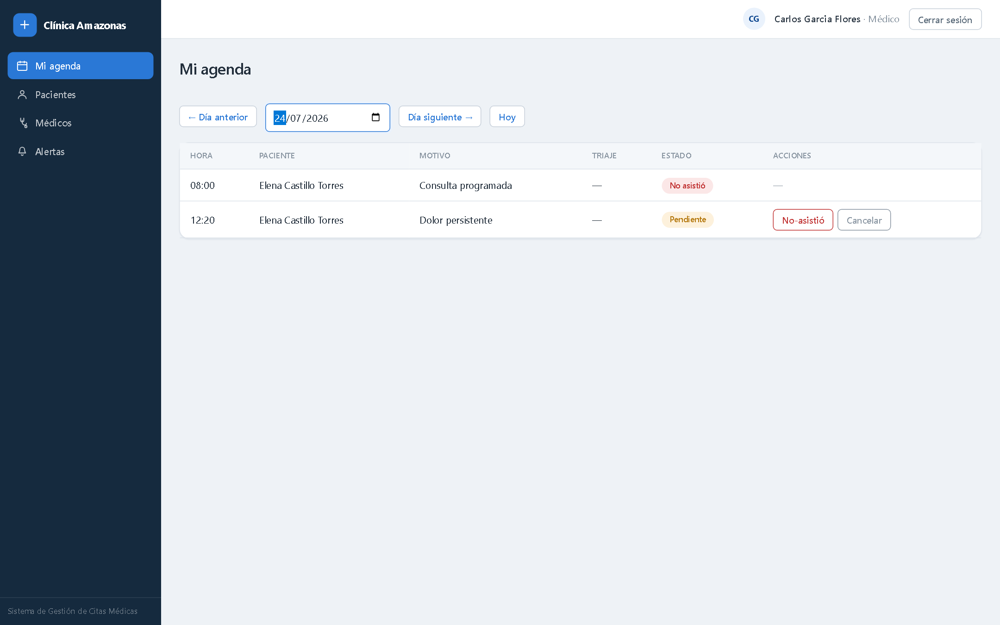 Clínica Amazonas
Mi agenda
Pacientes
Médicos
Alertas
Sistema de Gestión de Citas Médicas
CG Carlos Garcia Flores · Médico Cerrar sesión
Mi agenda
← Día anterior 24/07/2026 Día siguiente → Hoy
HORA PACIENTE MOTIVO TRIAJE ESTADO ACCIONES
08:00 Elena Castillo Torres Consulta programada — No asistió —
12:20 Elena Castillo Torres Dolor persistente — Pendiente No-asistió Cancelar